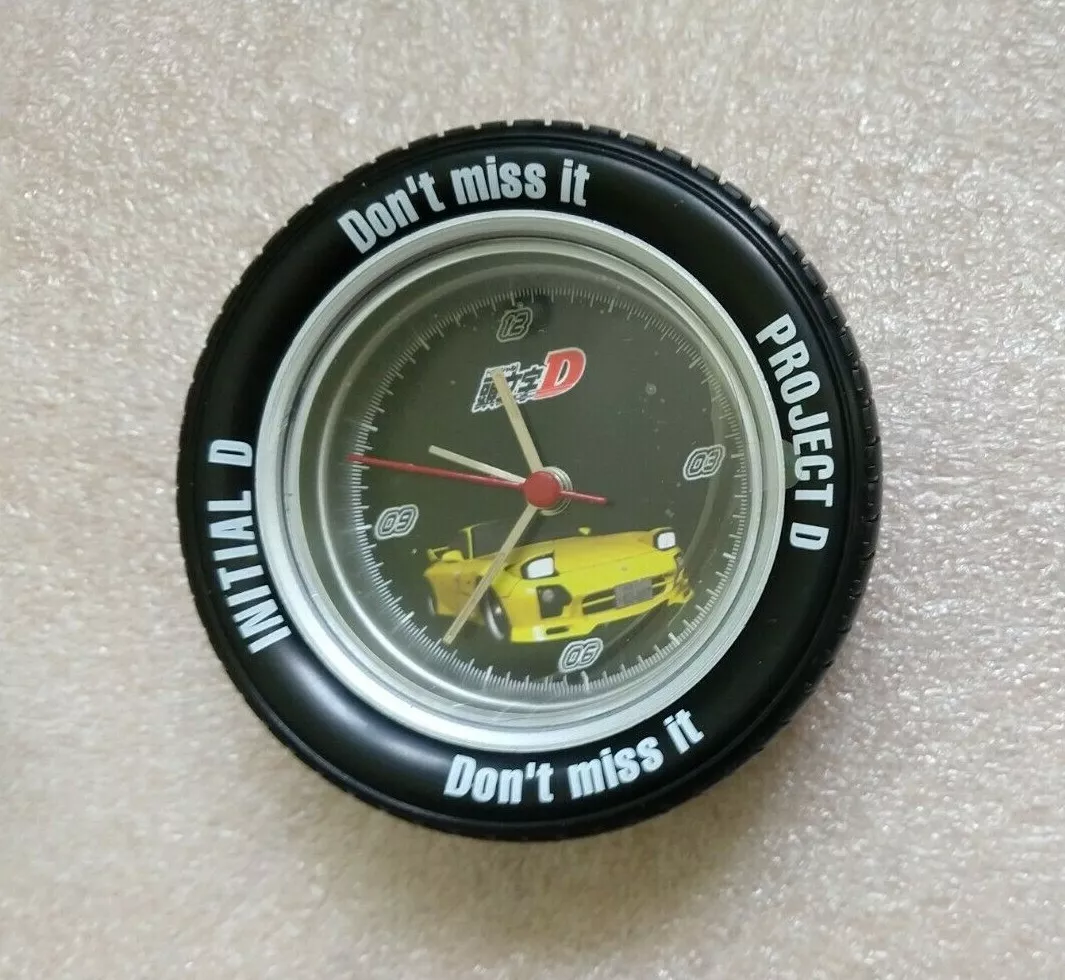 Don't miss it
PROJECT D
Don't miss it
INITIAL D
12
頭文字D
03
09
06